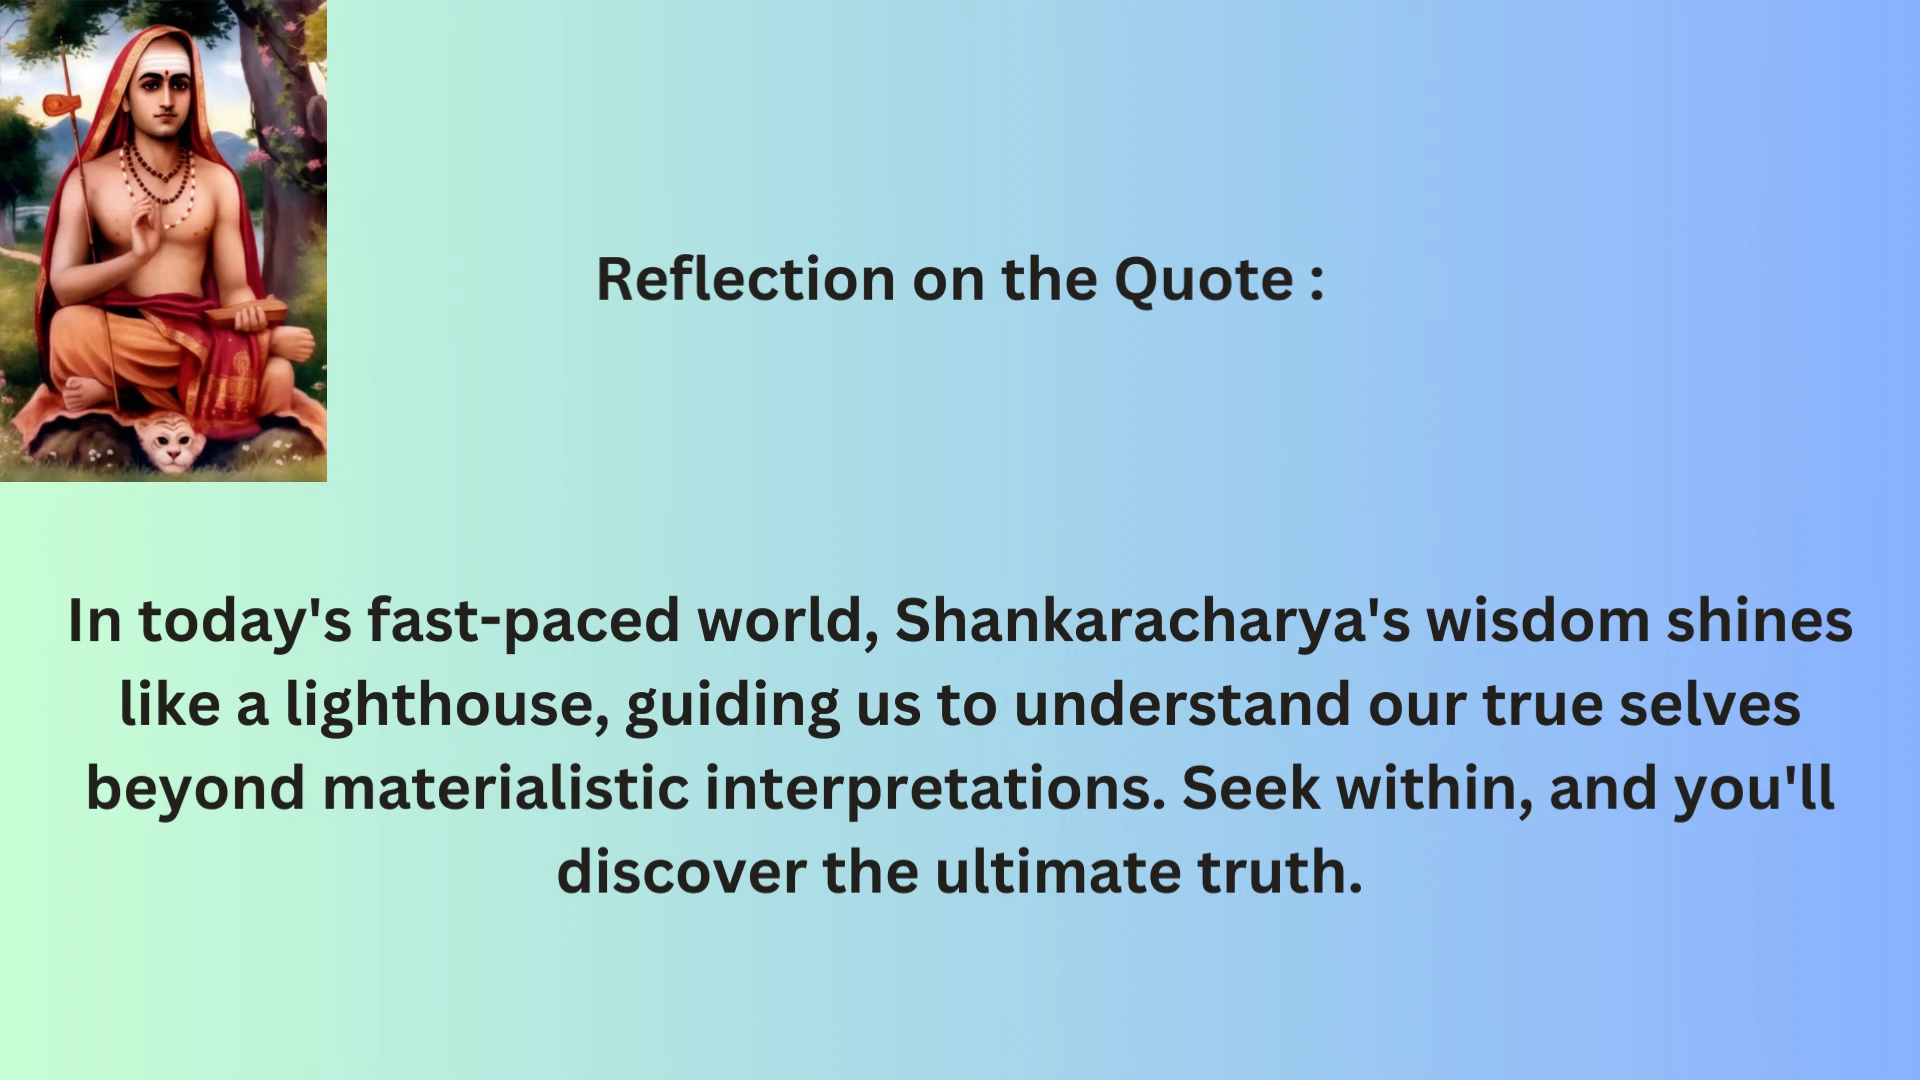 Reflection on the Quote :
In today's fast-paced world, Shankaracharya's wisdom shines
like a lighthouse, guiding us to understand our true selves
beyond materialistic interpretations. Seek within, and you'll
discover the ultimate truth.